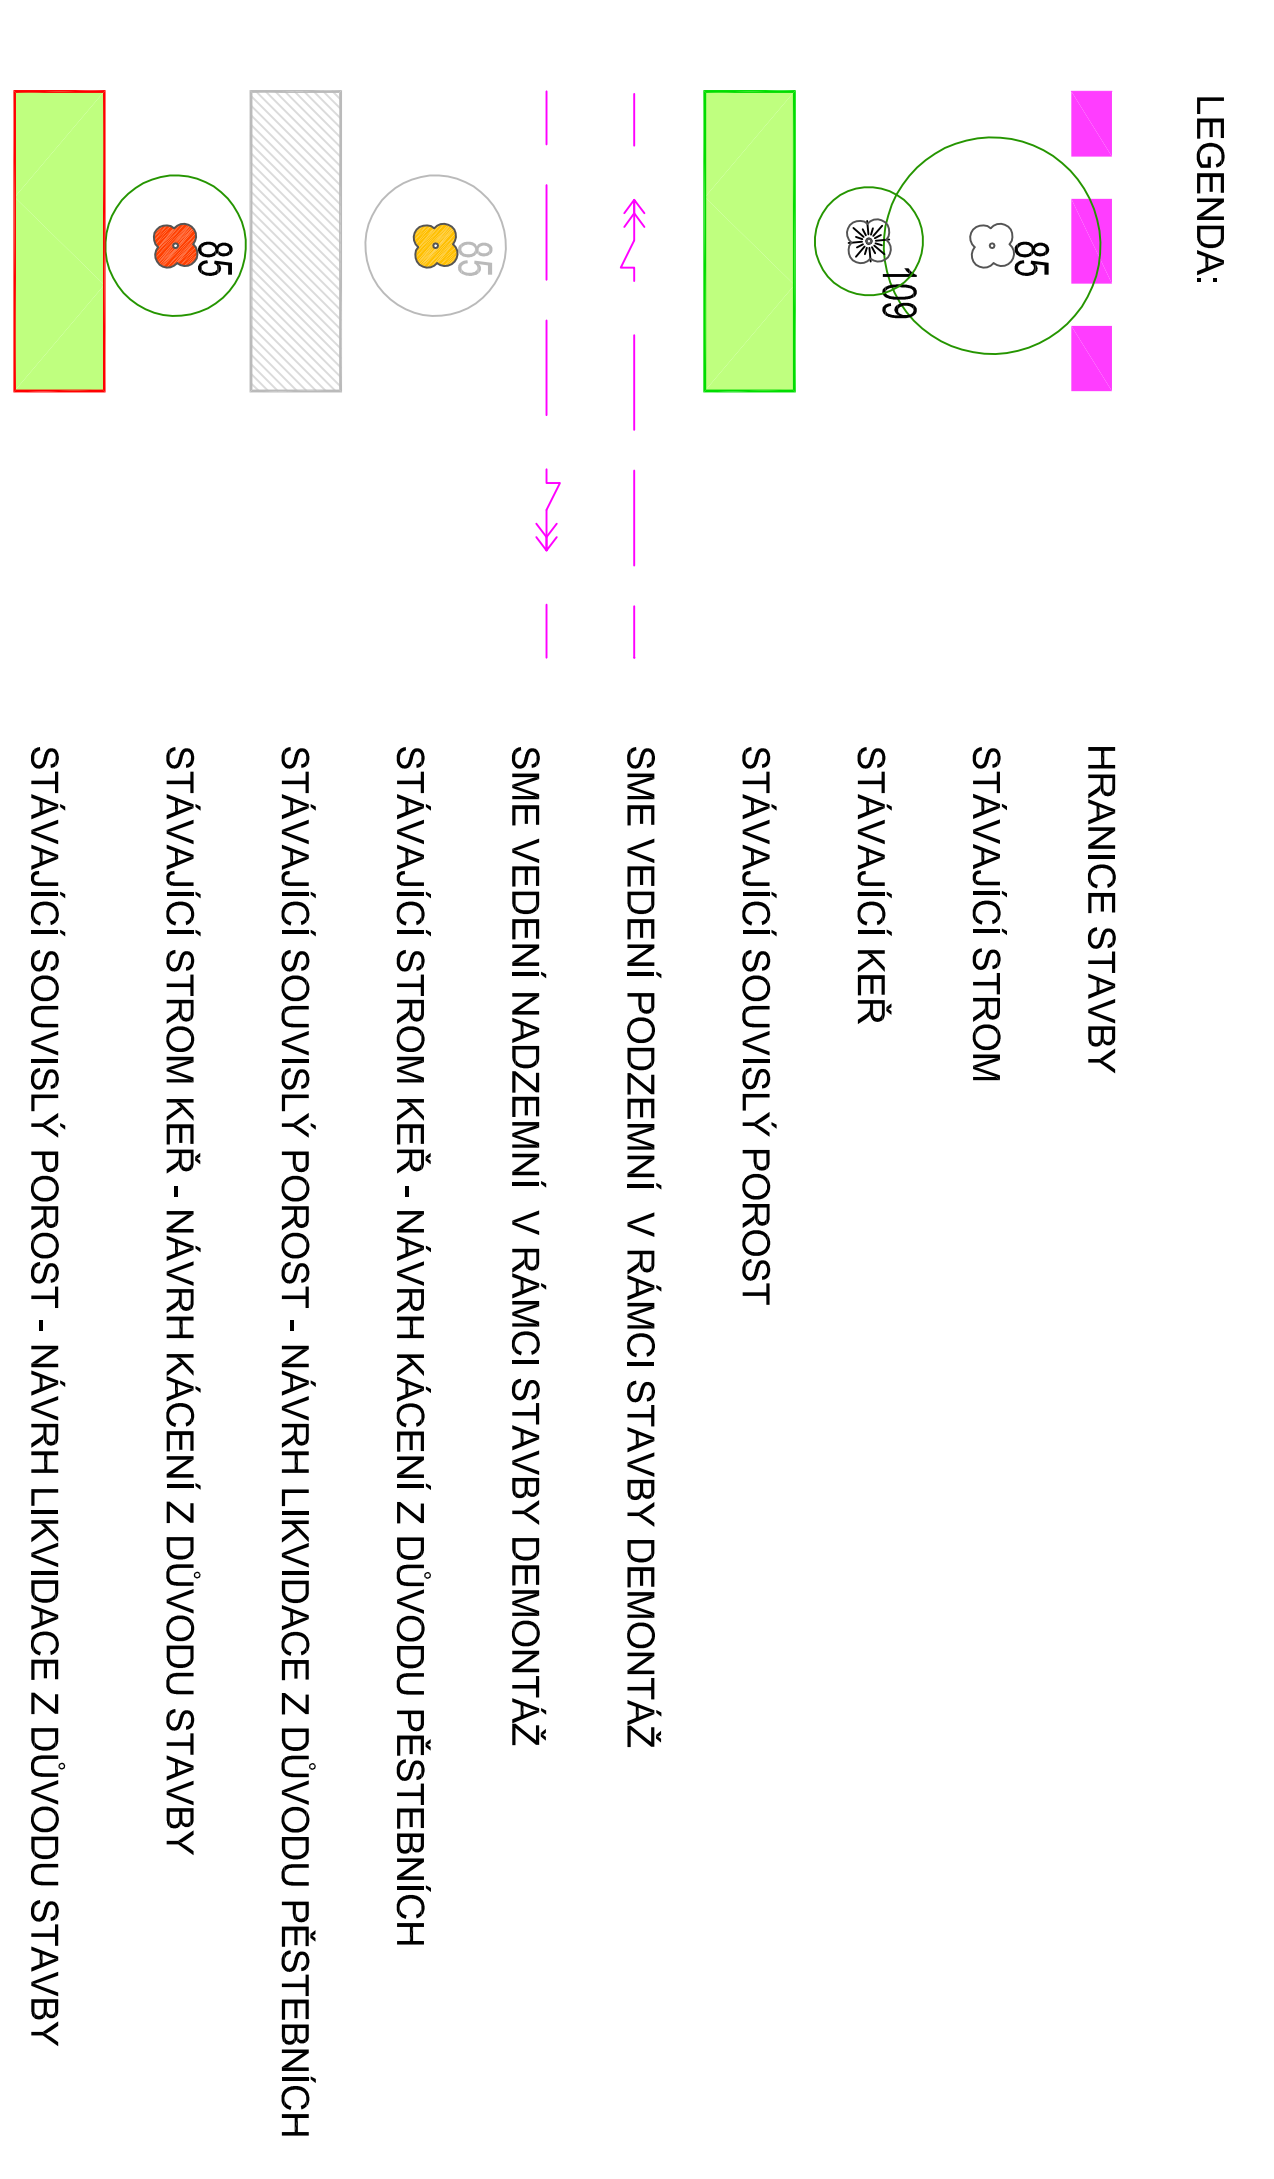 LEGENDA:
HRANICE STAVBY
85
STÁVAJÍCÍ STROM
109
STÁVAJÍCÍ KEŘ
STÁVAJÍCÍ SOUVISLÝ POROST
SME VEDENÍ PODZEMNÍ V RÁMCI STAVBY DEMONTÁŽ
SME VEDENÍ NADZEMNÍ V RÁMCI STAVBY DEMONTÁŽ
85
STÁVAJÍCÍ STROM KEŘ - NÁVRH KÁCENÍ Z DŮVODU PĚSTEBNÍCH
STÁVAJÍCÍ SOUVISLÝ POROST - NÁVRH LIKVIDACE Z DŮVODU PĚSTEBNÍCH
85
STÁVAJÍCÍ STROM KEŘ - NÁVRH KÁCENÍ Z DŮVODU STAVBY
STÁVAJÍCÍ SOUVISLÝ POROST - NÁVRH LIKVIDACE Z DŮVODU STAVBY